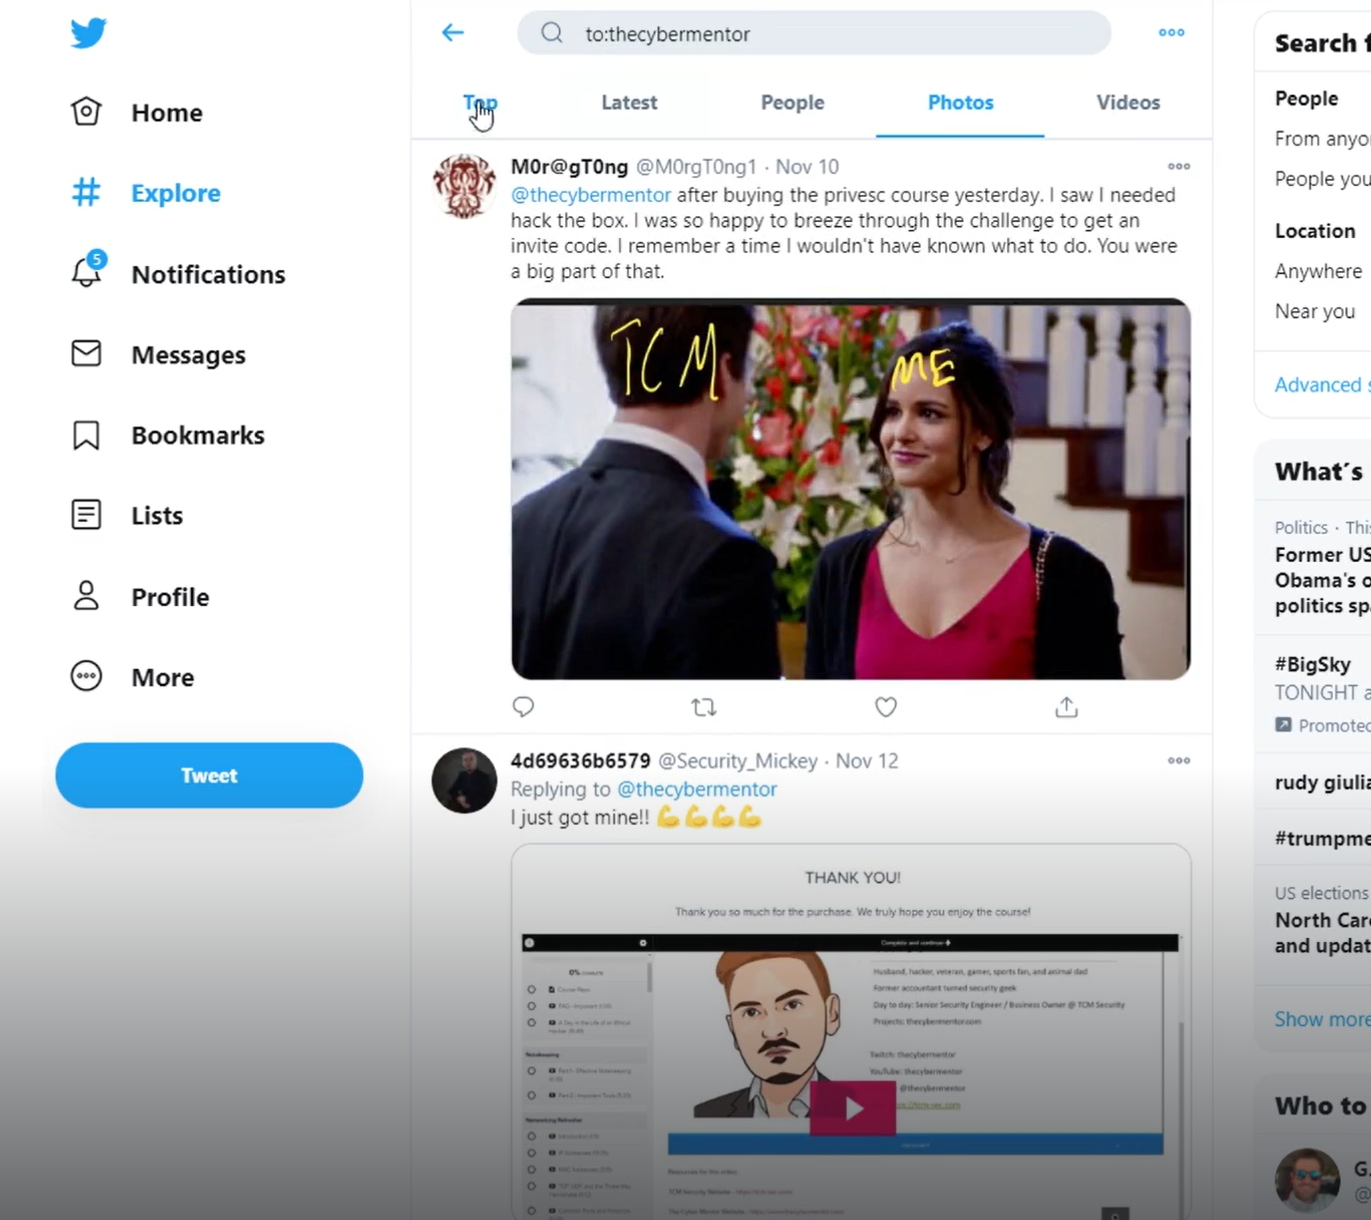 to:thecybermentor
Top
Latest
People
Photos
Videos
Home
Explore
5
Notifications
Messages
Bookmarks
Lists
Profile
More
Tweet
M0r@gT0ng @M0rgT0ng1 · Nov 10
@thecybermentor after buying the privesc course yesterday. I saw I needed
hack the box. I was so happy to breeze through the challenge to get an
invite code. I remember a time I wouldn't have known what to do. You were
a big part of that.
TCM
ME
4d69636b6579 @Security_Mickey · Nov 12
Replying to @thecybermentor
I just got mine!! 💪💪💪💪
THANK YOU!
Thank you so much for the purchase. We truly hope you enjoy the course!
Complete and continue
0% COMPLETE
Husband, hacker, veteran, gamer, sports fan, and animal dad
Former accountant turned security geek
Day to day: Senior Security Engineer / Business Owner @ TCM Security
Projects: thecybermentor.com
Twitch: thecybermentor
YouTube: thecybermentor
@thecybermentor
Resources for this video:
Search
People
From
People you
Location
Anywhere
Near you
Advanced
What's
Politics ·
Former US
Obama's
politics
#BigSky
TONIGHT
Promoted
rudy
US elections
and
Show more
Who to
G.
@